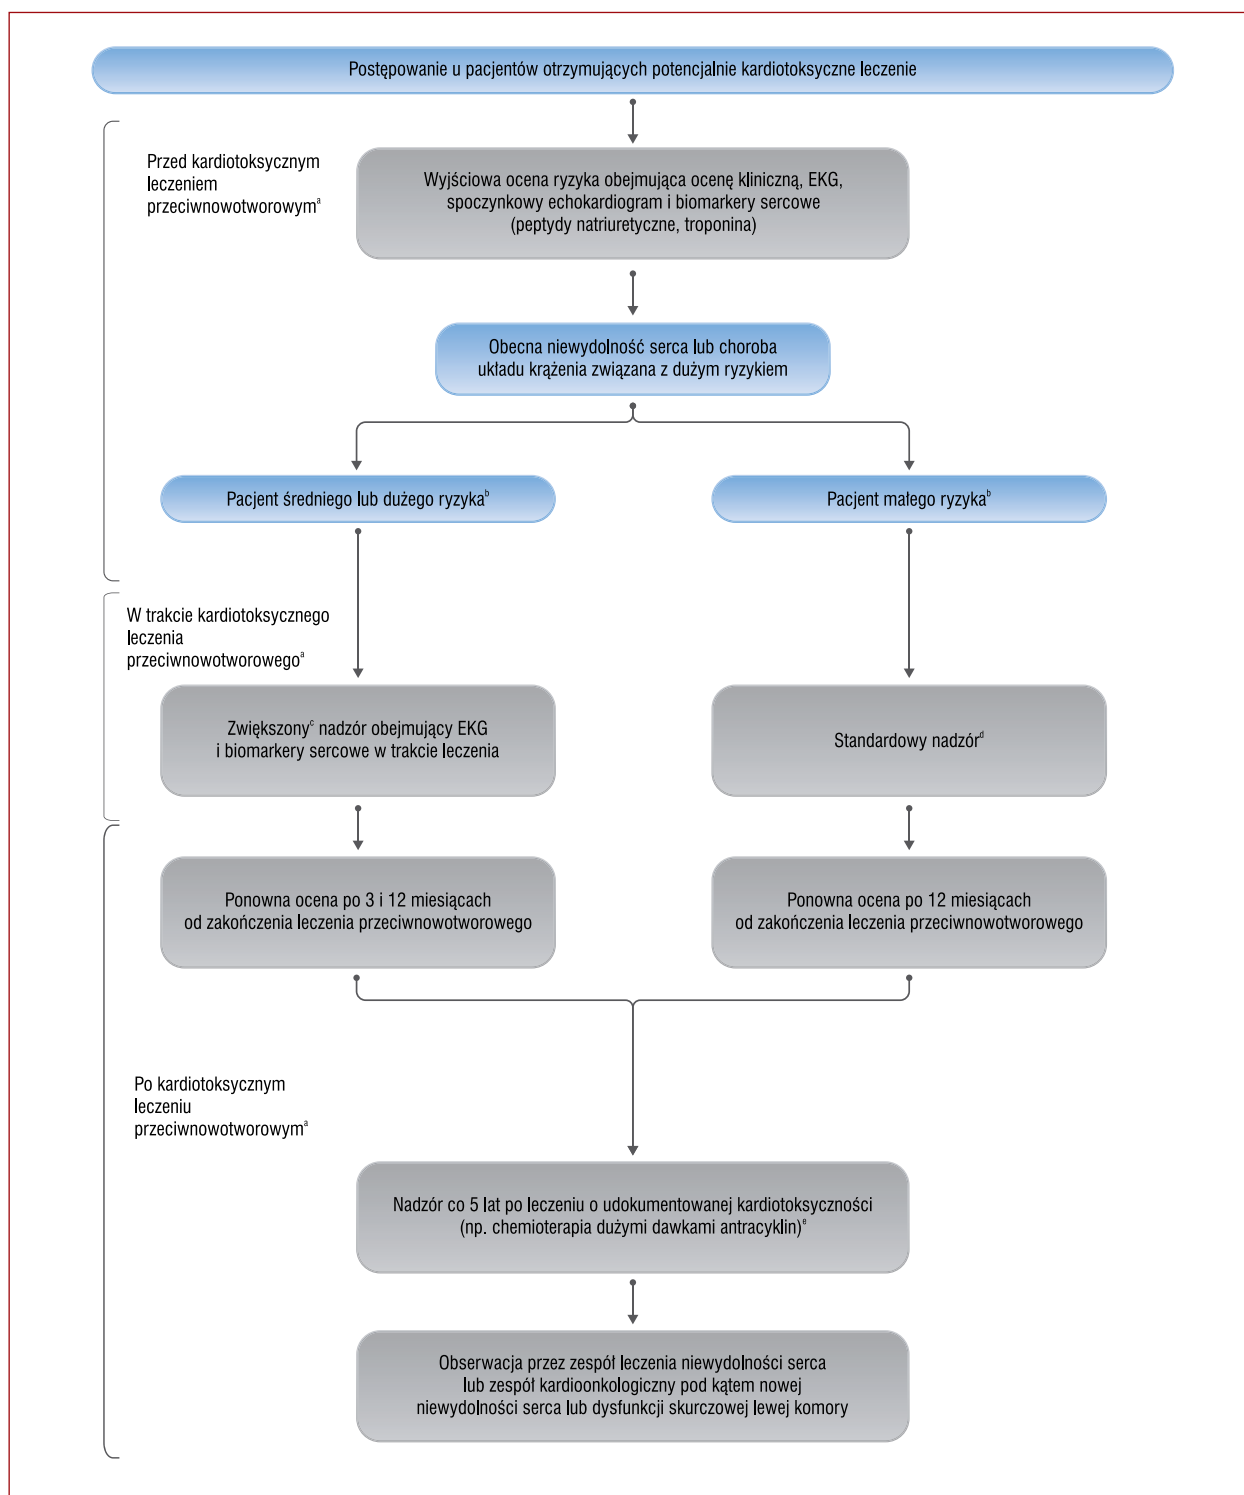 Postępowanie u pacjentów otrzymujących potencjalnie kardiotoksyczne leczenie
Przed kardiotoksycznym
leczeniem
przeciwnowotworowymᵃ
Wyjściowa ocena ryzyka obejmująca ocenę kliniczną, EKG,
spoczynkowy echokardiogram i biomarkery sercowe
(peptydy natriuretyczne, troponina)
Obecna niewydolność serca lub choroba
układu krążenia związana z dużym ryzykiem
Pacjent średniego lub dużego ryzykaᵇ
Pacjent małego ryzykaᵇ
W trakcie kardiotoksycznego
leczenia
przeciwnowotworowegoᵃ
Zwiększonyᶜ nadzór obejmujący EKG
i biomarkery sercowe w trakcie leczenia
Standardowy nadzórᵈ
Ponowna ocena po 3 i 12 miesiącach
od zakończenia leczenia przeciwnowotworowego
Ponowna ocena po 12 miesiącach
od zakończenia leczenia przeciwnowotworowego
Po kardiotoksycznym
leczeniu
przeciwnowotworowymᵃ
Nadzór co 5 lat po leczeniu o udokumentowanej kardiotoksyczności
(np. chemioterapia dużymi dawkami antracyklin)ᵉ
Obserwacja przez zespół leczenia niewydolności serca
lub zespół kardioonkologiczny pod kątem nowej
niewydolności serca lub dysfunkcji skurczowej lewej komory